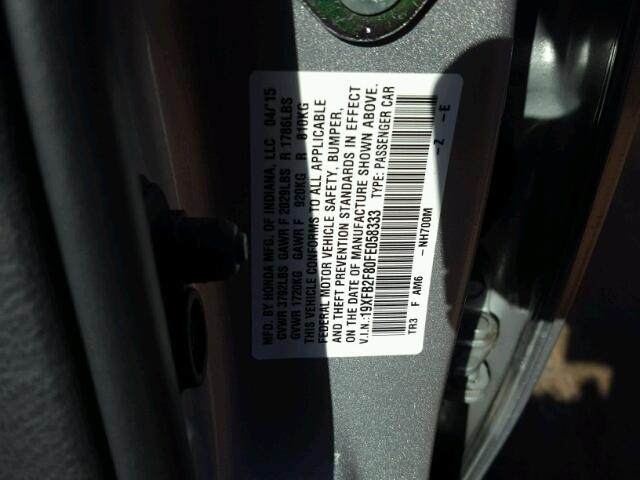 MFD. BY HONDA MFG. OF INDIANA, LLC 04/'15
GVWR 3792LBS GAWR F 2029LBS R 1786LBS
GVWR 1720KG GAWR F 920KG R 810KG
THIS VEHICLE CONFORMS TO ALL APPLICABLE
FEDERAL MOTOR VEHICLE SAFETY, BUMPER,
AND THEFT PREVENTION STANDARDS IN EFFECT
ON THE DATE OF MANUFACTURE SHOWN ABOVE.
V.I.N.: 19XFB2F80FE058333 TYPE: PASSENGER CAR
TR3 F AM6 - NH700M - 2 - E